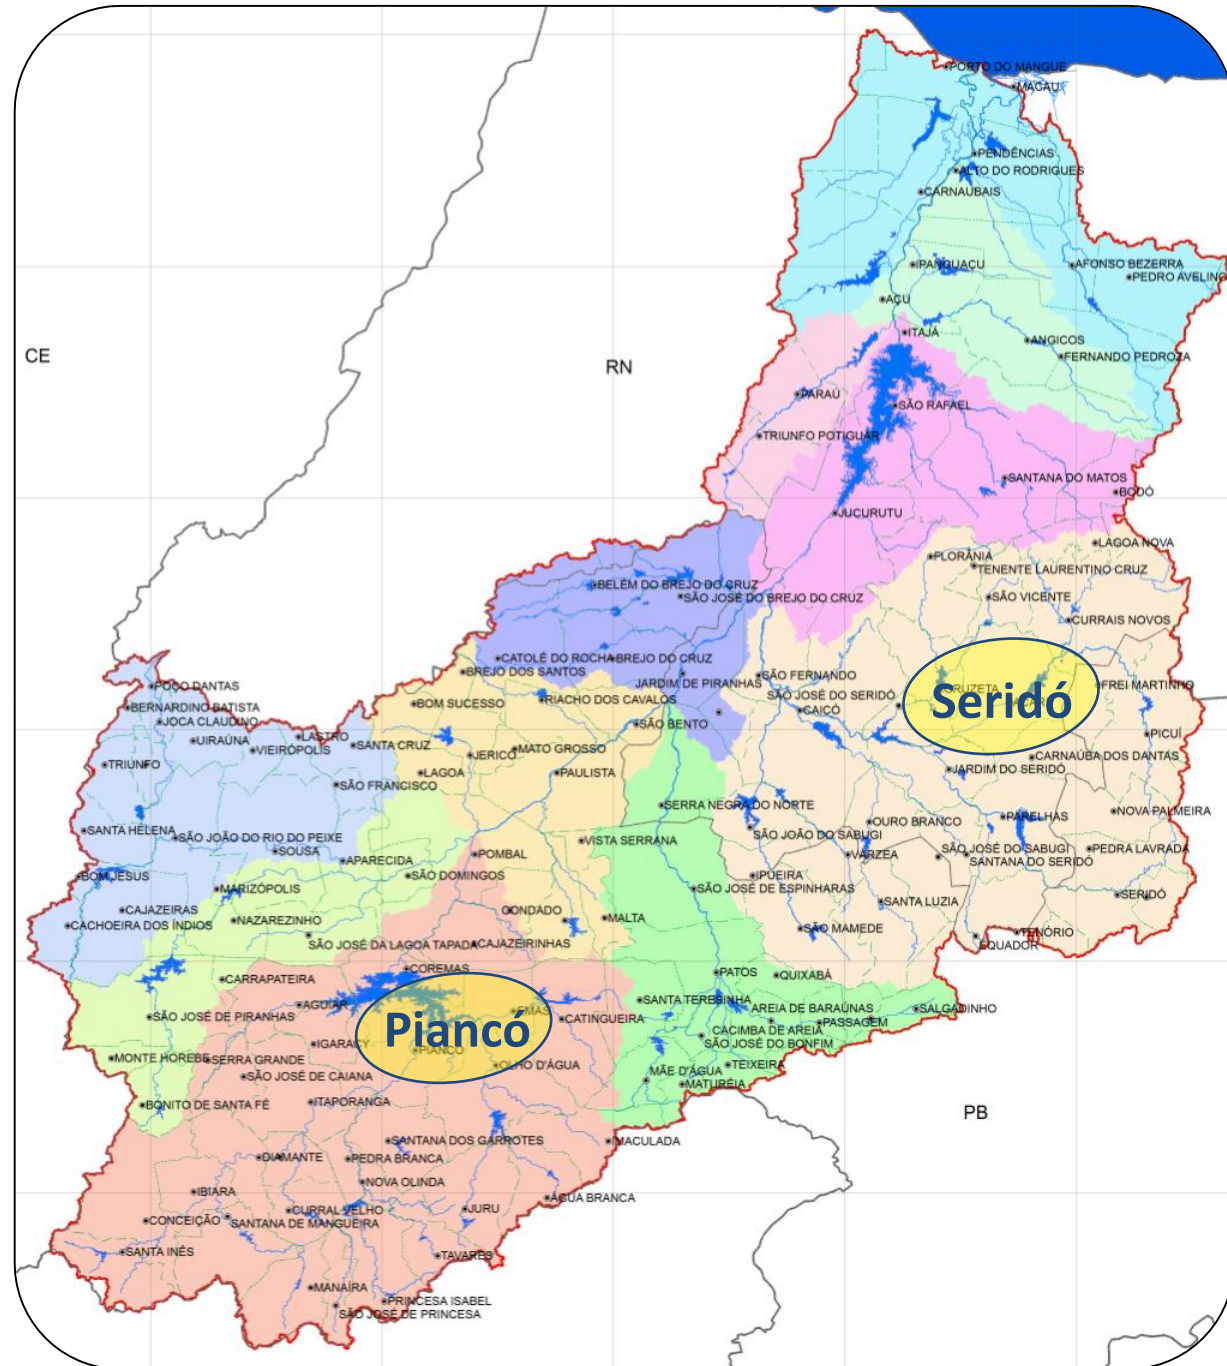 PORTO DO MANGUE
MACAU
PENDÊNCIAS
ALTO DO RODRIGUES
CARNAUBAIS
IPANGUAÇU
AFONSO BEZERRA
PEDRO AVELINO
AÇU
ITAJÁ
ANGICOS
FERNANDO PEDROZA
CE
RN
PARAÚ
SÃO RAFAEL
TRIUNFO POTIGUAR
SANTANA DO MATOS
BODÓ
JUCURUTU
LAGOA NOVA
FLORÂNIA
TENENTE LAURENTINO CRUZ
BELÉM DO BREJO DO CRUZ
SÃO JOSÉ DO BREJO DO CRUZ
SÃO VICENTE
CURRAIS NOVOS
CATOLÉ DO ROCHA
BREJO DO CRUZ
BREJO DOS SANTOS
JARDIM DE PIRANHAS
SÃO FERNANDO
FREI MARTINHO
POÇO DANTAS
CRUZETA
SÃO JOSÉ DO SERIDÓ
Seridó
BERNARDINO BATISTA
BOM SUCESSO
RIACHO DOS CAVALOS
CAICÓ
JOCA CLAUDINO
SÃO BENTO
PICUÍ
UIRAÚNA
LASTRO
VIEIRÓPOLIS
SANTA CRUZ
JERICÓ
MATO GROSSO
CARNAÚBA DOS DANTAS
TRIUNFO
LAGOA
PAULISTA
JARDIM DO SERIDÓ
SÃO FRANCISCO
SERRA NEGRA DO NORTE
NOVA PALMEIRA
PARELHAS
OURO BRANCO
SANTA HELENA
SÃO JOÃO DO RIO DO PEIXE
VISTA SERRANA
SÃO JOÃO DO SABUGI
SOUSA
APARECIDA
POMBAL
VÁRZEA
SÃO JOSÉ DO SABUGI
PEDRA LAVRADA
SANTANA DO SERIDÓ
BOM JESUS
SÃO DOMINGOS
IPUEIRA
MARIZÓPOLIS
SÃO JOSÉ DE ESPINHARAS
SERIDÓ
SANTA LUZIA
CAJAZEIRAS
CONDADO
NAZAREZINHO
MALTA
CACHOEIRA DOS ÍNDIOS
SÃO MAMEDE
TENÓRIO
SÃO JOSÉ DA LAGOA TAPADA
CAJAZEIRINHAS
EQUADOR
COREMAS
PATOS
QUIXABÁ
CARRAPATEIRA
AGUIAR
SANTA TERESINHA
EMAS
AREIA DE BARAÚNAS
SALGADINHO
SÃO JOSÉ DE PIRANHAS
CATINGUEIRA
PASSAGEM
Piancó
CACIMBA DE AREIA
IGARACY
SÃO JOSÉ DO BONFIM
PIANCÓ
MONTE HOREBE
SERRA GRANDE
OLHO D'ÁGUA
TEIXEIRA
SÃO JOSÉ DE CAIANA
MÃE D'ÁGUA
MATURÉIA
BONITO DE SANTA FÉ
ITAPORANGA
PB
SANTANA DOS GARROTES
IMACULADA
DIAMANTE
PEDRA BRANCA
NOVA OLINDA
IBIARA
ÁGUA BRANCA
CURRAL VELHO
JURU
CONCEIÇÃO
SANTANA DE MANGUEIRA
SANTA INÊS
TAVARES
MANAÍRA
PRINCESA ISABEL
SÃO JOSÉ DE PRINCESA